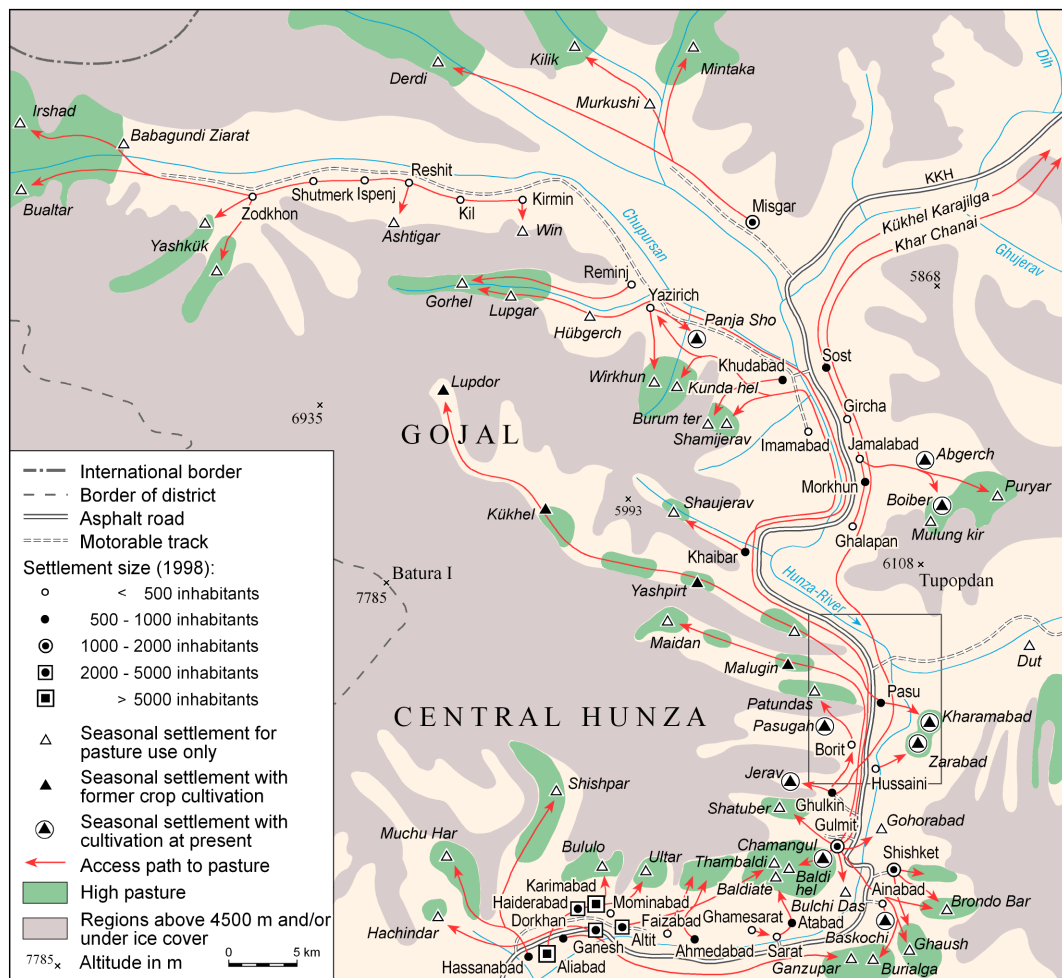 Irshad
Babagundi Ziarat
Bualtar
Derdi
Kilik
Mintaka
Murkushi
Dih
KKH
Kükhel Karajilga
Khar Chanai
Ghujerav
Reshit
Shutmerk
Ispenj
Zodkhon
Kil
Kirmin
Yashkük
Ashtigar
Win
Misgar
Chupursan
Reminj
Gorhel
Lupgar
Yazirich
Hübgerch
Panja Sho
5868
Khudabad
Sost
Wirkhun
Kunda hel
Lupdor
6935
Burum ter
Shamijerav
Gircha
GOJAL
Imamabad
Jamalabad
Abgerch
Puryar
Morkhun
Boiber
Kükhel
5993
Shaujerav
Ghalapan
Mulung kir
Khaibar
6108
Tupopdan
Batura I
7785
Hunza-River
Yashpirt
Maidan
Malugin
Dut
Patundas
Pasu
CENTRAL HUNZA
Pasugan
Kharamabad
Borit
Zarabad
Jerav
Hussaini
Shishpar
Ghulkin
Shatuber
Gulmit
Gohorabad
Muchu Har
Bululo
Ultar
Chamangul
Thambaldi
Baldi
hel
Shishket
Karimabad
Baldiate
Haiderabad
Mominabad
Bulchi Das
Ainabad
Brondo Bar
Dorkhan
Faizabad
Ghamesarat
Atabad
Hachindar
Ganesh
Altit
Baskochi
Ghaush
Hassanabad
Aliabad
Ahmedabad
Sarat
Ganzupar
Burialga
International border
Border of district
Asphalt road
Motorable track
Settlement size (1998):
< 500 inhabitants
500 - 1000 inhabitants
1000 - 2000 inhabitants
2000 - 5000 inhabitants
> 5000 inhabitants
Seasonal settlement for
pasture use only
Seasonal settlement with
former crop cultivation
Seasonal settlement with
cultivation at present
Access path to pasture
High pasture
Regions above 4500 m and/or
under ice cover
7785× Altitude in m
0 5 km